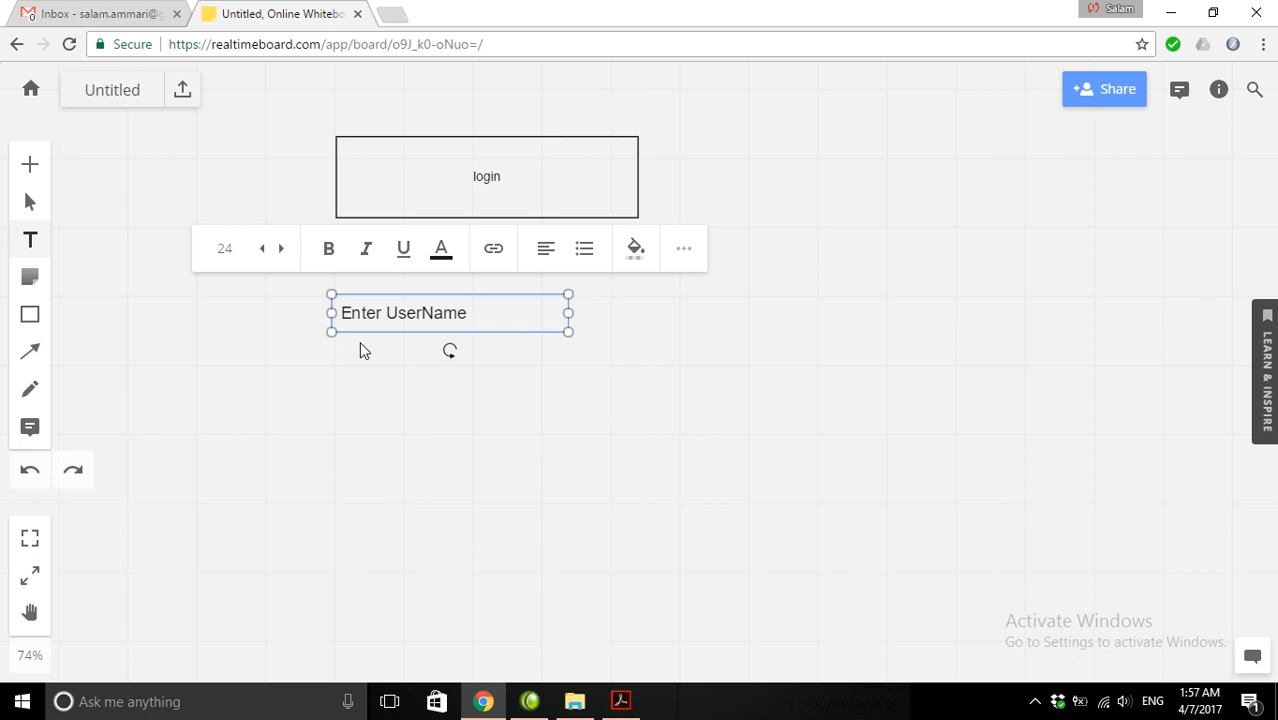 Inbox - salam.ammari@g
Untitled, Online Whitebo
Salam
Secure
https://realtimeboard.com/app/board/o9J_k0-oNuo=/
Untitled
Share
login
24
B
I
U
A
T
Enter UserName
LEARN & INSPIRE
74%
Activate Windows
Go to Settings to activate Windows.
Ask me anything
ENG
1:57 AM
4/7/2017
1